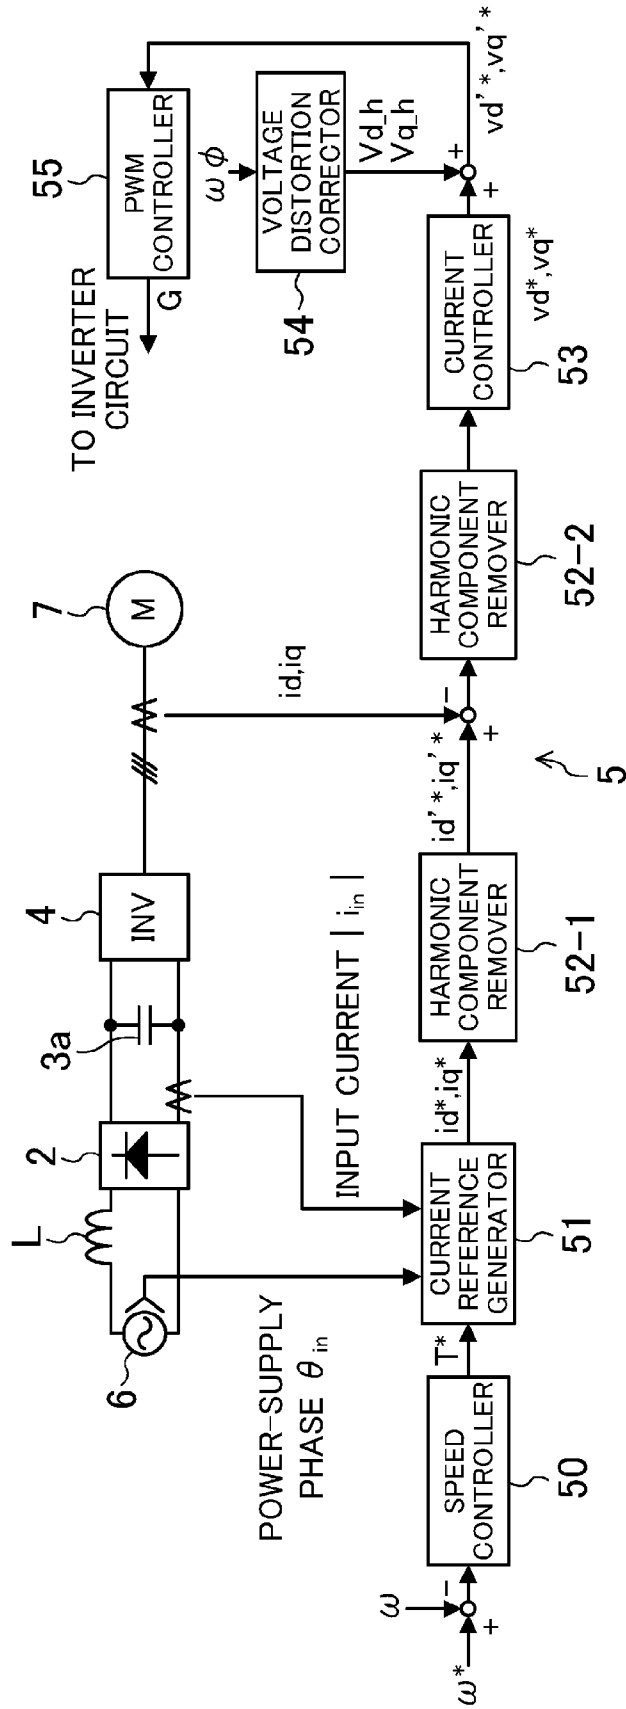 L
2
3a
4
7
6
INV
M
POWER-SUPPLY
PHASE θin
INPUT CURRENT | iin |
id,iq
TO INVERTER
CIRCUIT
G
55
PWM
CONTROLLER
ω φ
VOLTAGE
DISTORTION
CORRECTOR
54
Vd_h
Vq_h
+
+
vd'*,vq'*
ω
−
ω*
+
SPEED
CONTROLLER
50
T*
CURRENT
REFERENCE
GENERATOR
51
id*,iq*
HARMONIC
COMPONENT
REMOVER
52-1
id'*,iq'*
−
+
5
HARMONIC
COMPONENT
REMOVER
52-2
CURRENT
CONTROLLER
53
vd*,vq*